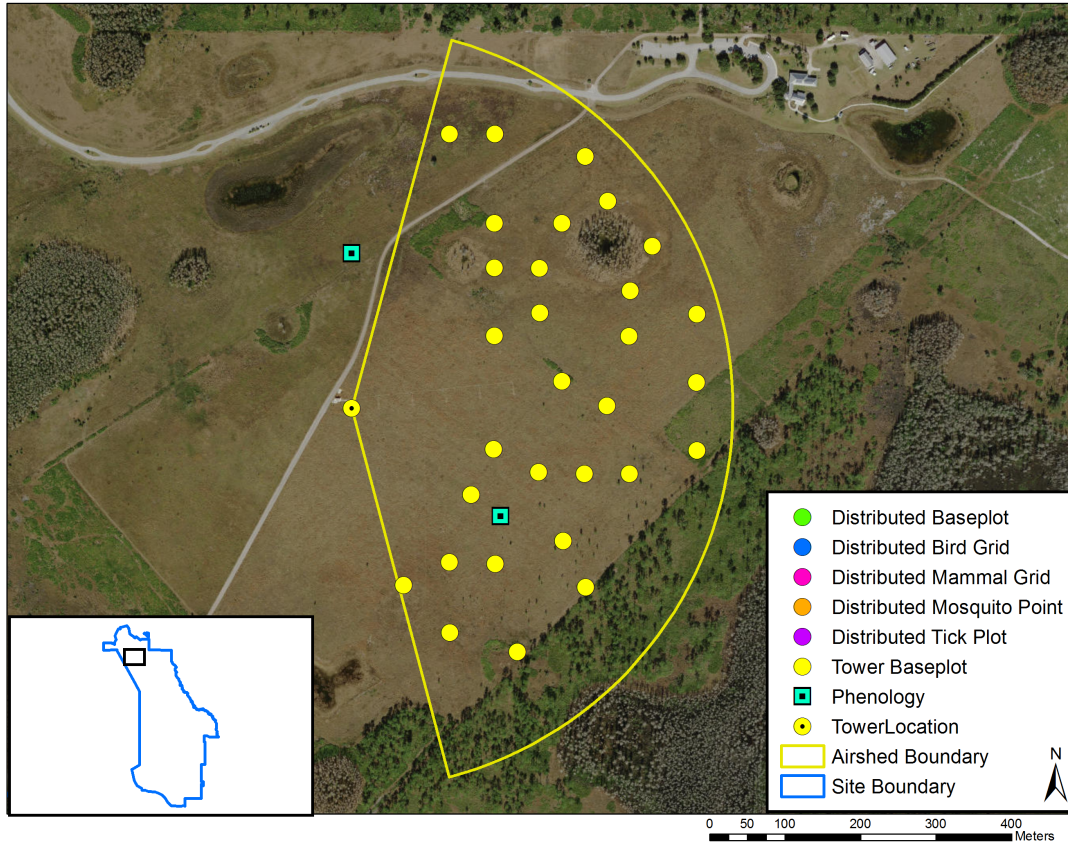 Distributed Baseplot
Distributed Bird Grid
Distributed Mammal Grid
Distributed Mosquito Point
Distributed Tick Plot
Tower Baseplot
Phenology
TowerLocation
Airshed Boundary
Site Boundary
N
0 50 100 200 300 400
Meters